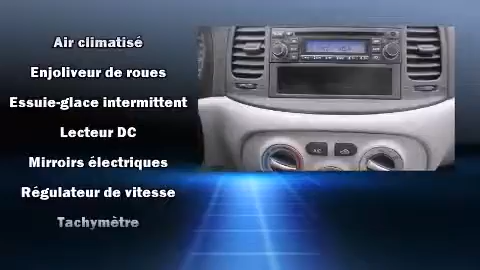 Air climatisé
Enjoliveur de roues
Essuie-glace intermittent
Lecteur DC
Mirroirs électriques
Régulateur de vitesse
Tachymètre